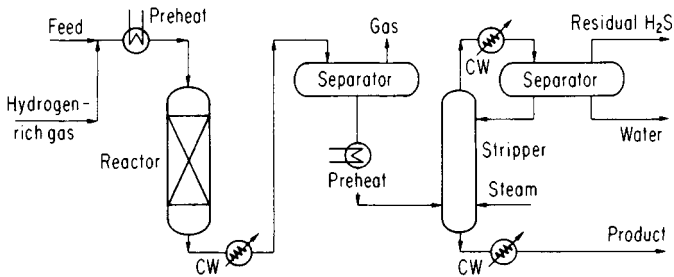 Preheat
Feed
Hydrogen-
rich gas
Reactor
CW
Gas
Separator
Preheat
CW
Residual H₂S
Separator
Water
Stripper
Steam
Product
CW